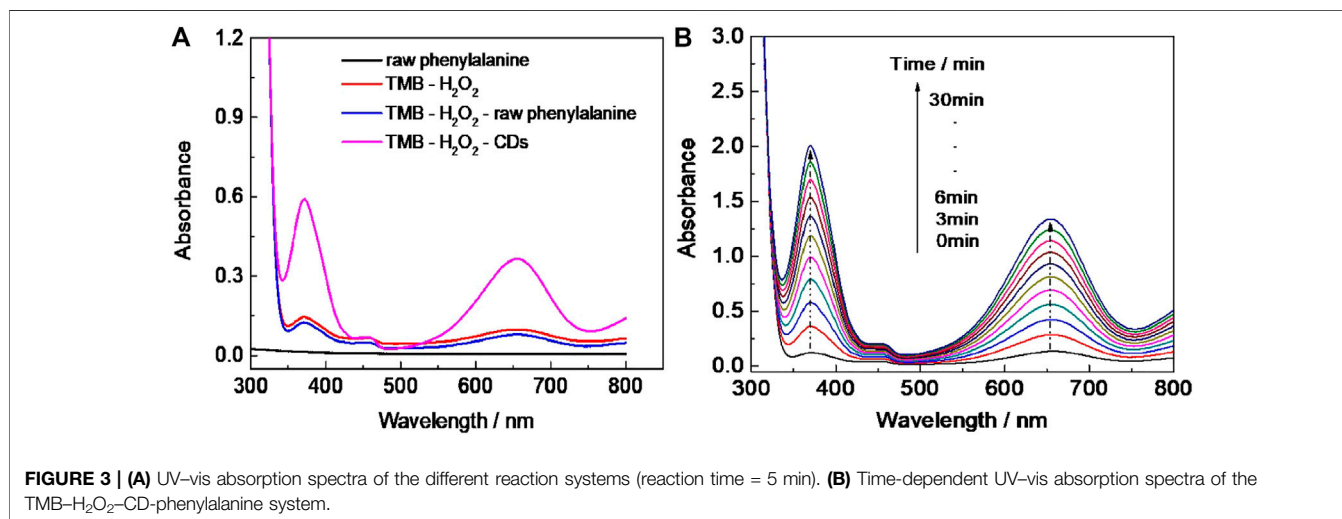 A
1.2
0.9
0.6
0.3
0.0
Absorbance
raw phenylalanine
TMB - H₂O₂
TMB - H₂O₂ - raw phenylalanine
TMB - H₂O₂ - CDs
300 400 500 600 700 800
Wavelength / nm
B
3.0
2.5
2.0
1.5
1.0
0.5
0.0
Absorbance
Time / min
30min
-
-
-
-
6min
3min
0min
300 400 500 600 700 800
Wavelength / nm
FIGURE 3 | (A) UV–vis absorption spectra of the different reaction systems (reaction time = 5 min). (B) Time-dependent UV–vis absorption spectra of the
TMB–H₂O₂–CD-phenylalanine system.